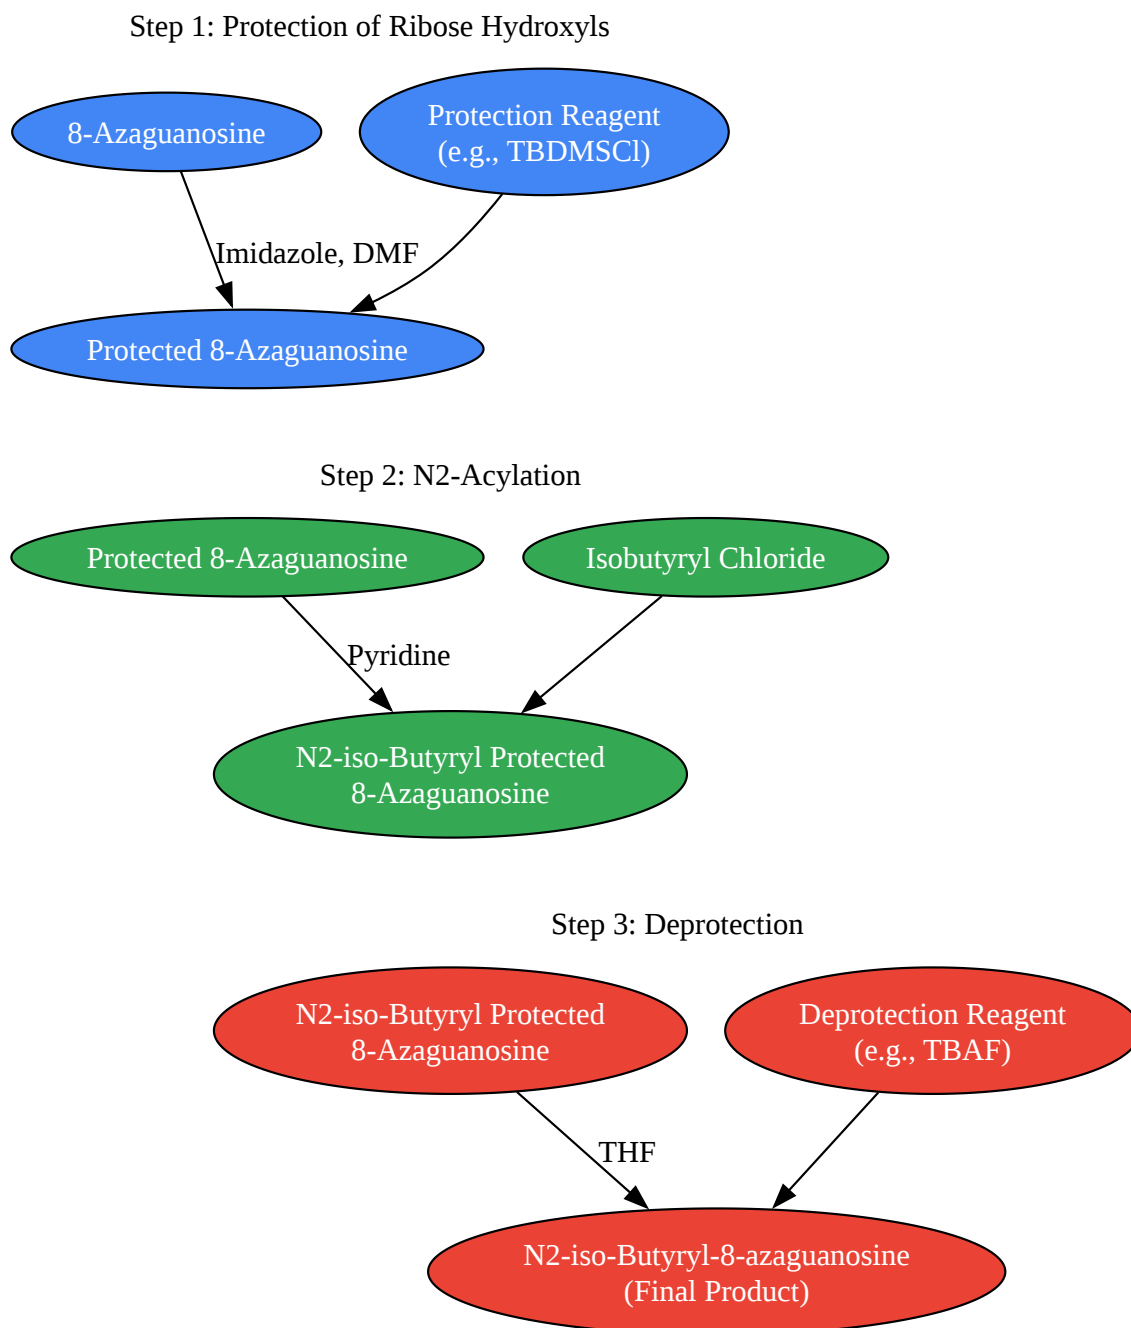 Step 1: Protection of Ribose Hydroxyls
8-Azaguanosine
Protection Reagent
(e.g., TBDMSCl)
Imidazole, DMF
Protected 8-Azaguanosine
Step 2: N2-Acylation
Protected 8-Azaguanosine
Isobutyryl Chloride
Pyridine
N2-iso-Butyryl Protected
8-Azaguanosine
Step 3: Deprotection
N2-iso-Butyryl Protected
8-Azaguanosine
Deprotection Reagent
(e.g., TBAF)
THF
N2-iso-Butyryl-8-azaguanosine
(Final Product)